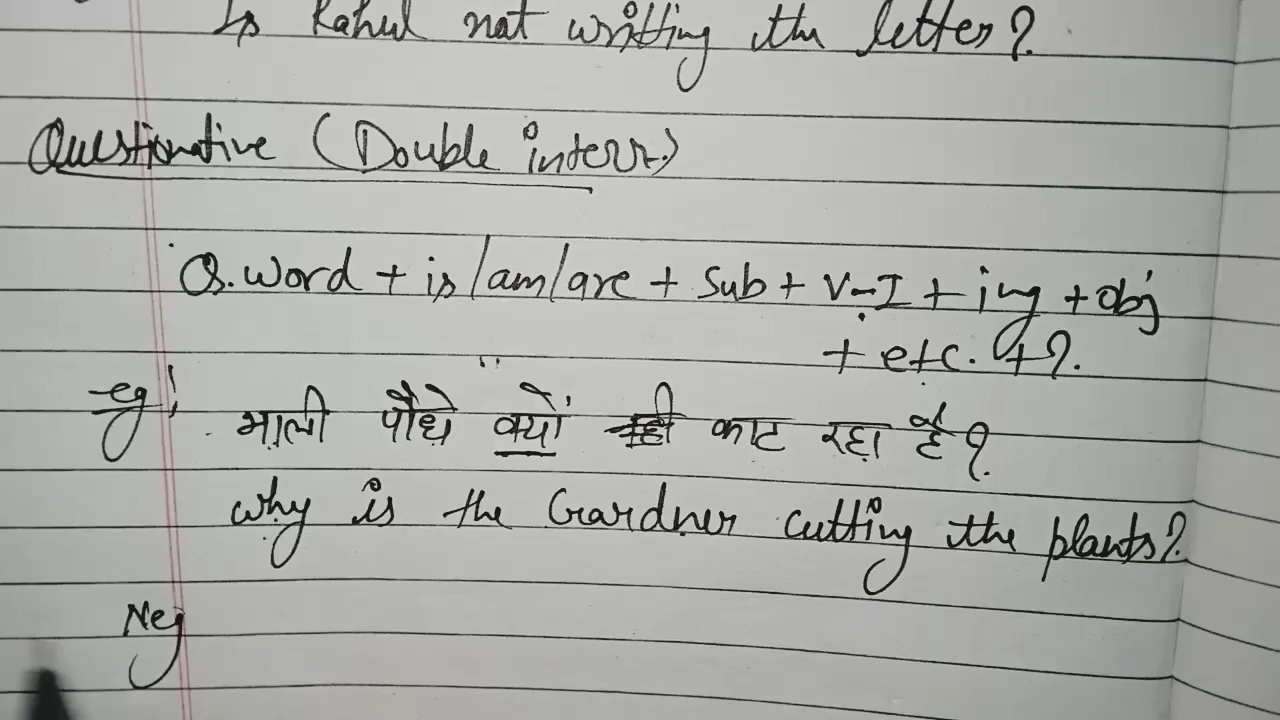 Is Rahul not writting the letter?
Questionative (Double interr.)
Q.word + is/am/are + sub + V-I + ing + obj
+ etc. + ?.
eg! माली पौधे क्यों नही काट रहा है?
why is the Gardner cutting the plants?
Neg